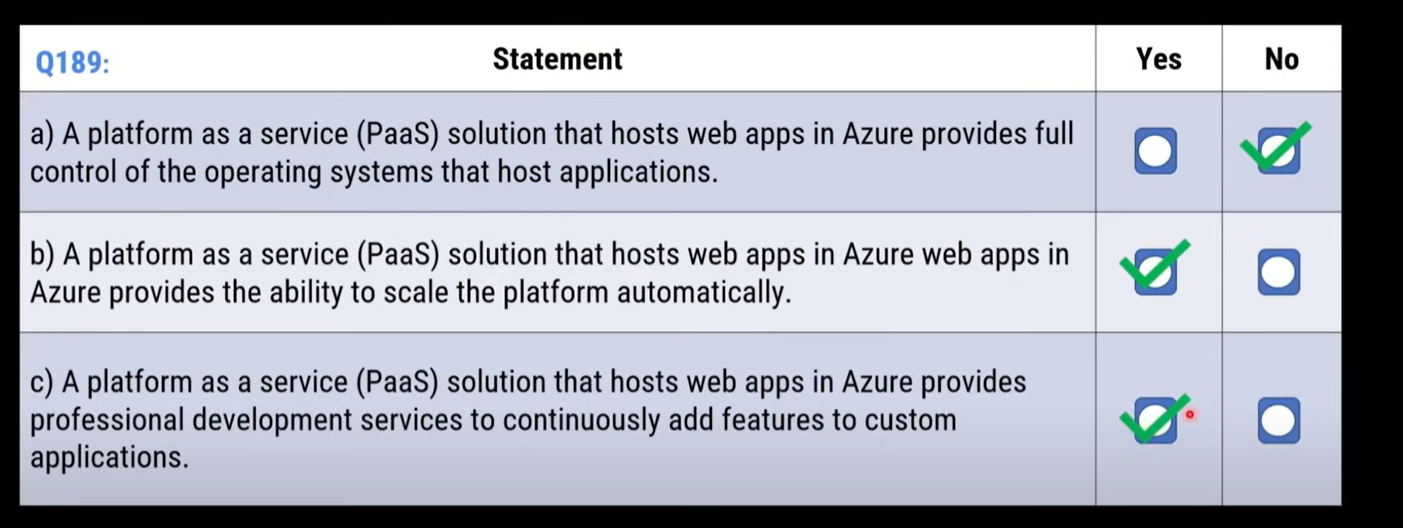 Q189:
Statement
Yes
No
a) A platform as a service (PaaS) solution that hosts web apps in Azure provides full
control of the operating systems that host applications.
b) A platform as a service (PaaS) solution that hosts web apps in Azure web apps in
Azure provides the ability to scale the platform automatically.
c) A platform as a service (PaaS) solution that hosts web apps in Azure provides
professional development services to continuously add features to custom
applications.